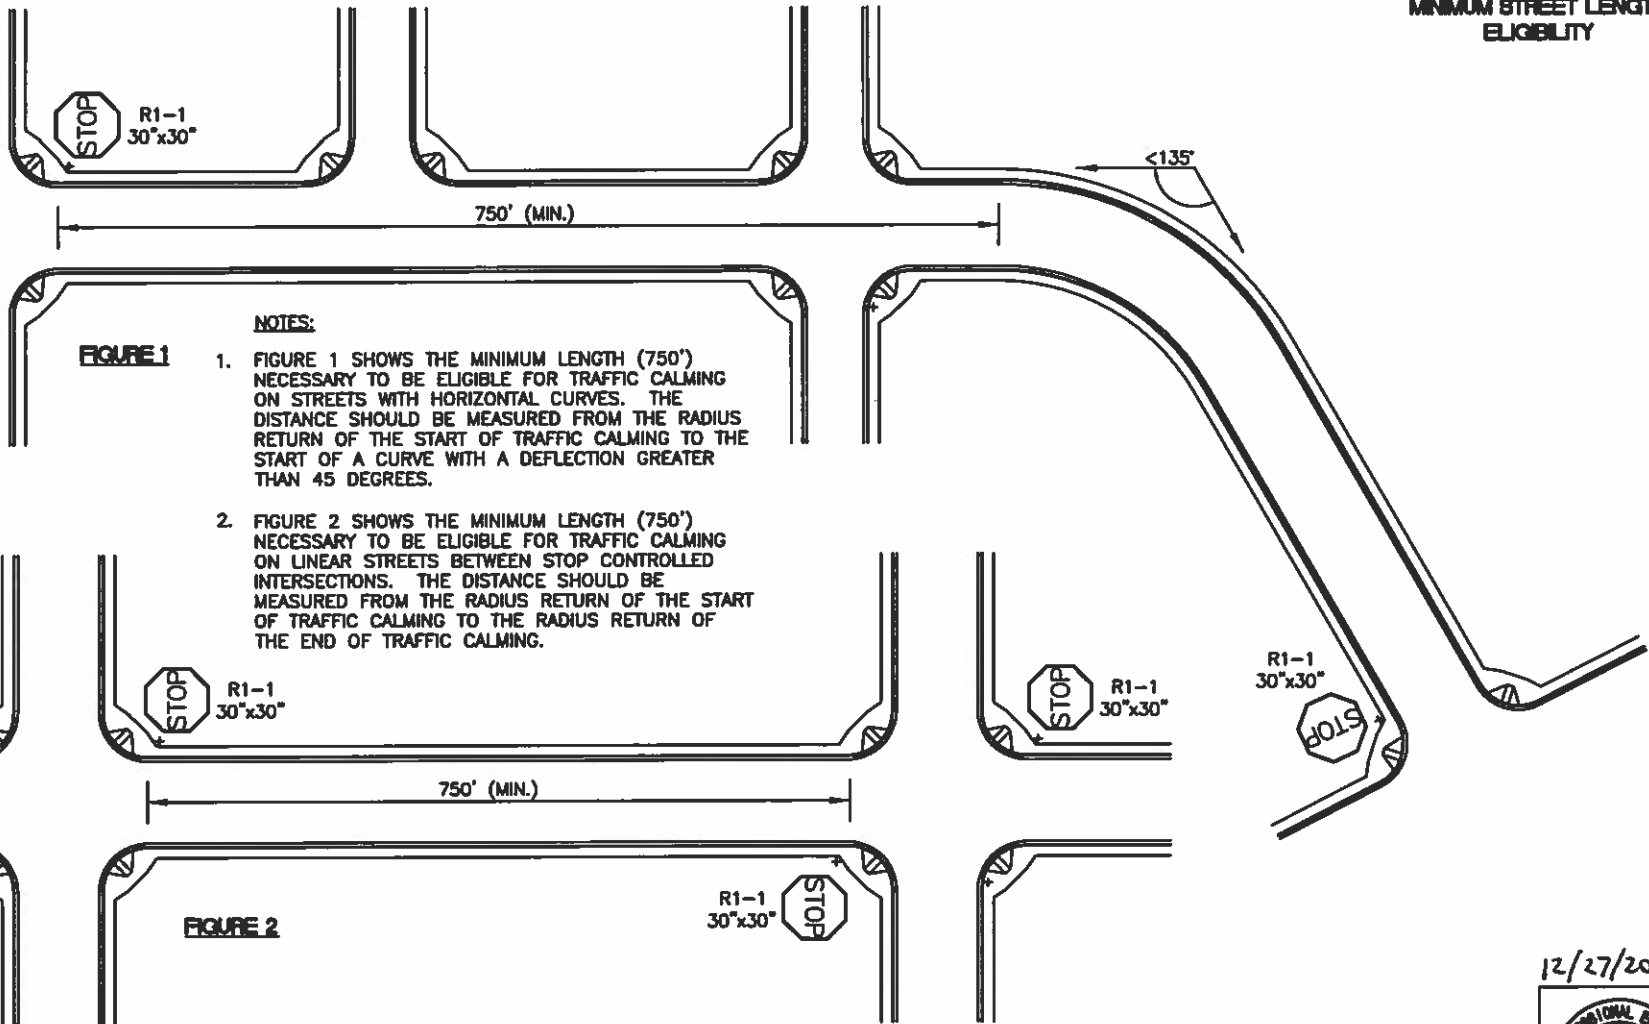 MINIMUM STREET
ELIGIBILITY
STOP
R1-1
30"x30"
<135°
750' (MIN.)
FIGURE 1
NOTES:
1. FIGURE 1 SHOWS THE MINIMUM LENGTH (750')
NECESSARY TO BE ELIGIBLE FOR TRAFFIC CALMING
ON STREETS WITH HORIZONTAL CURVES. THE
DISTANCE SHOULD BE MEASURED FROM THE RADIUS
RETURN OF THE START OF TRAFFIC CALMING TO THE
START OF A CURVE WITH A DEFLECTION GREATER
THAN 45 DEGREES.
2. FIGURE 2 SHOWS THE MINIMUM LENGTH (750')
NECESSARY TO BE ELIGIBLE FOR TRAFFIC CALMING
ON LINEAR STREETS BETWEEN STOP CONTROLLED
INTERSECTIONS. THE DISTANCE SHOULD BE
MEASURED FROM THE RADIUS RETURN OF THE START
OF TRAFFIC CALMING TO THE RADIUS RETURN OF
THE END OF TRAFFIC CALMING.
STOP
R1-1
30"x30"
STOP
R1-1
30"x30"
R1-1
30"x30"
STOP
750' (MIN.)
R1-1
30"x30"
STOP
FIGURE 2
12/27/20